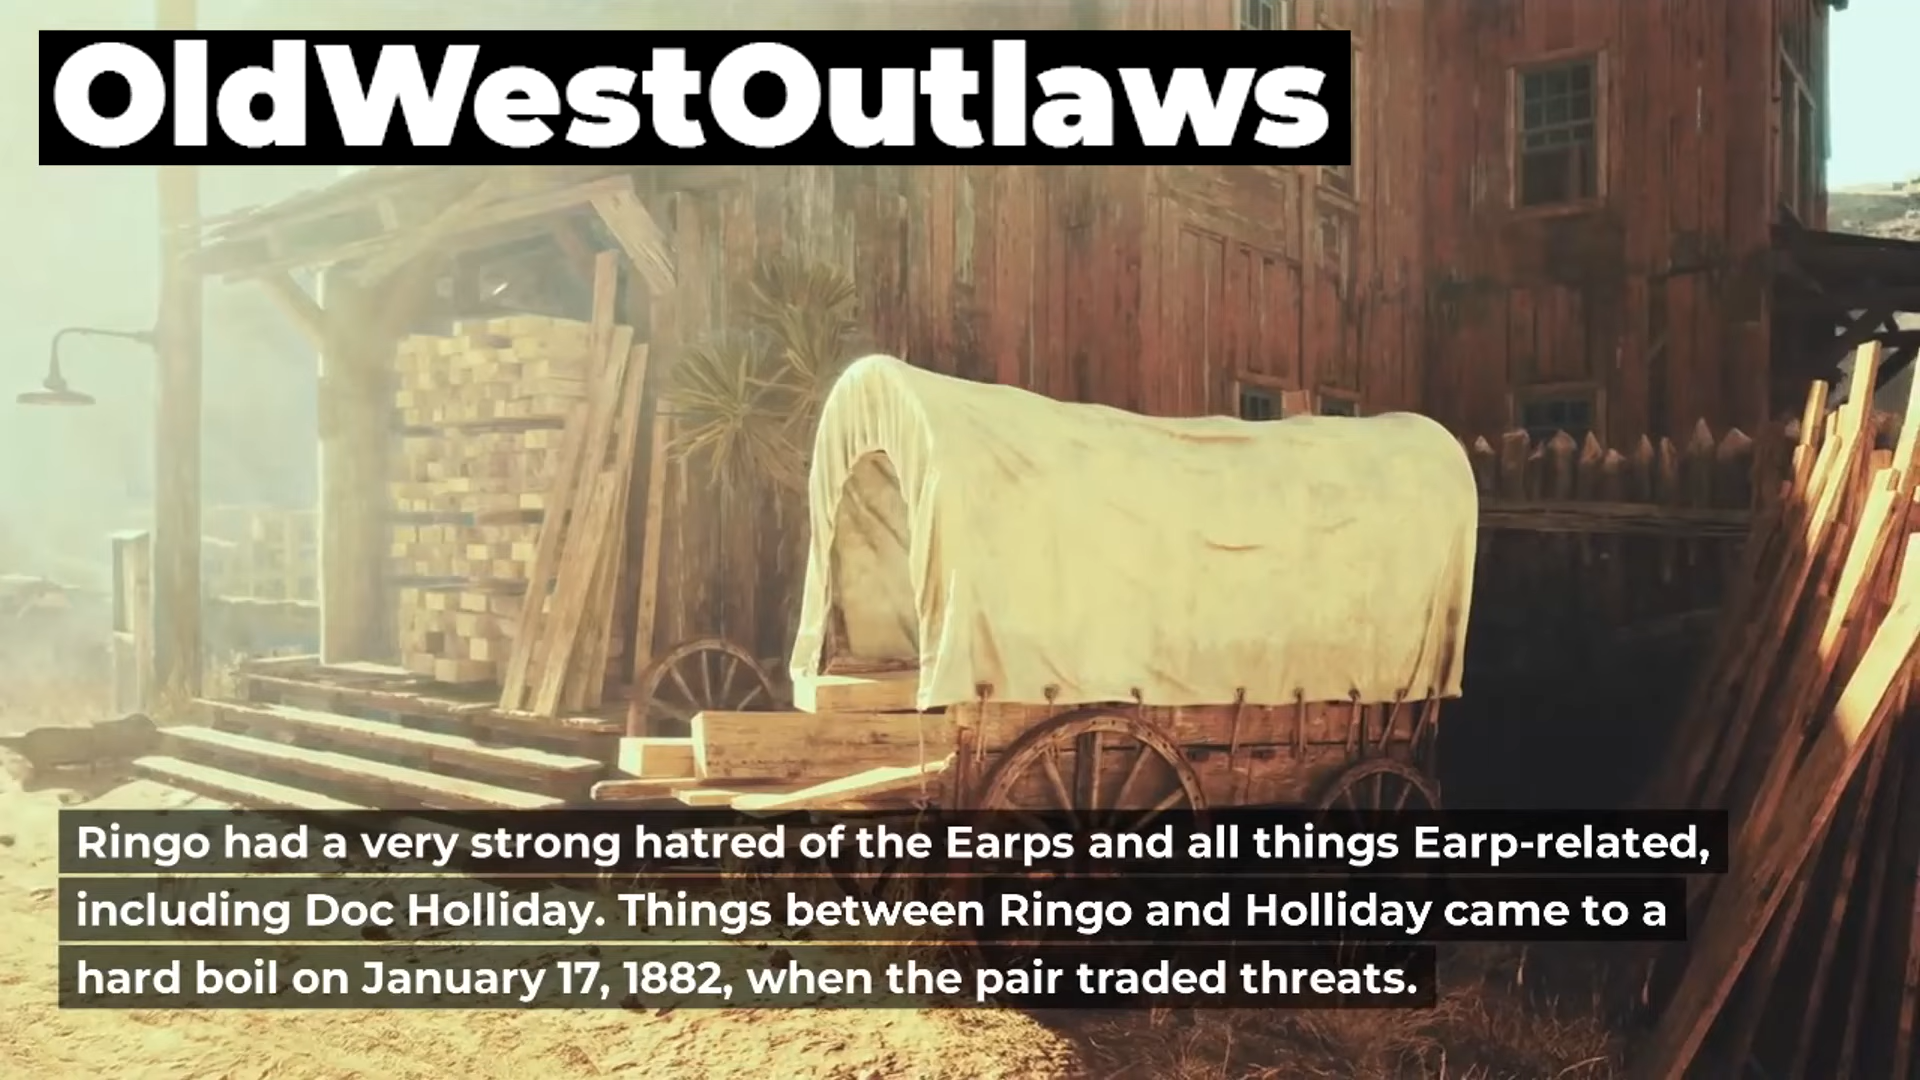 OldWestOutlaws
Ringo had a very strong hatred of the Earps and all things Earp-related,
including Doc Holliday. Things between Ringo and Holliday came to a
hard boil on January 17, 1882, when the pair traded threats.